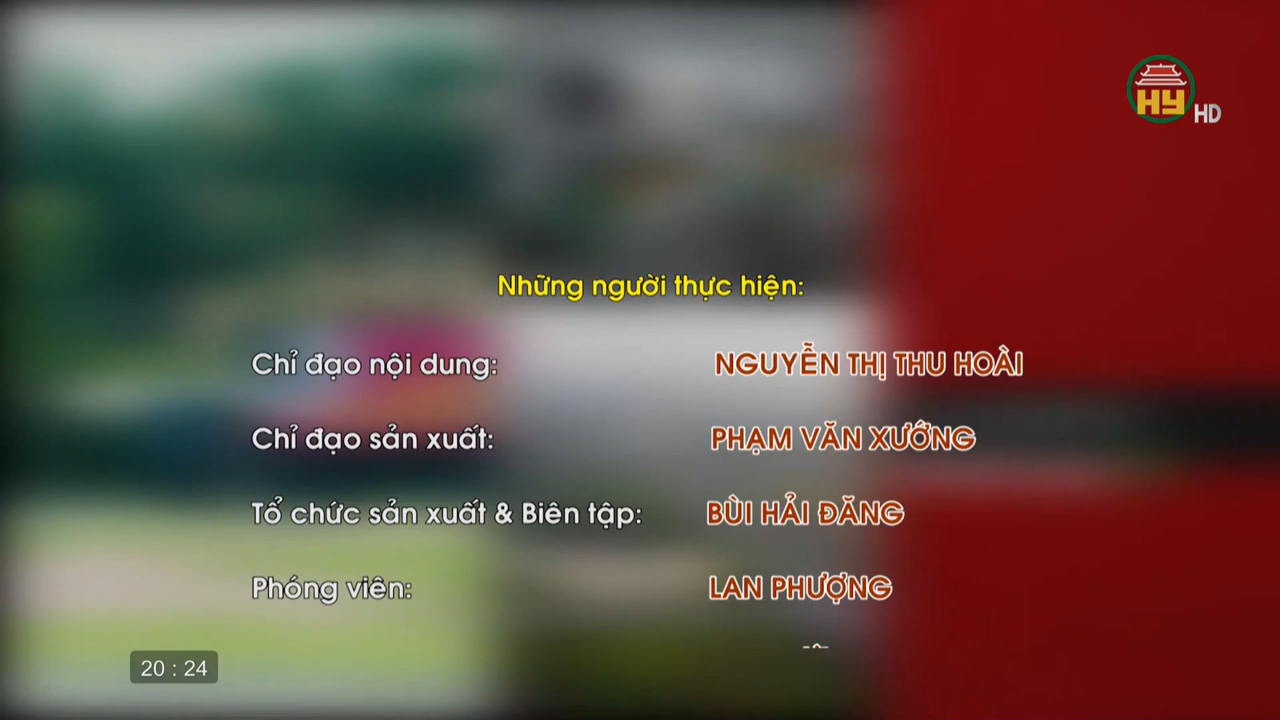 HY HD
Những người thực hiện:
Chỉ đạo nội dung: NGUYỄN THỊ THU HOÀI
Chỉ đạo sản xuất: PHẠM VĂN XƯỚNG
Tổ chức sản xuất & Biên tập: BÙI HẢI ĐĂNG
Phóng viên: LAN PHƯỢNG
20 : 24